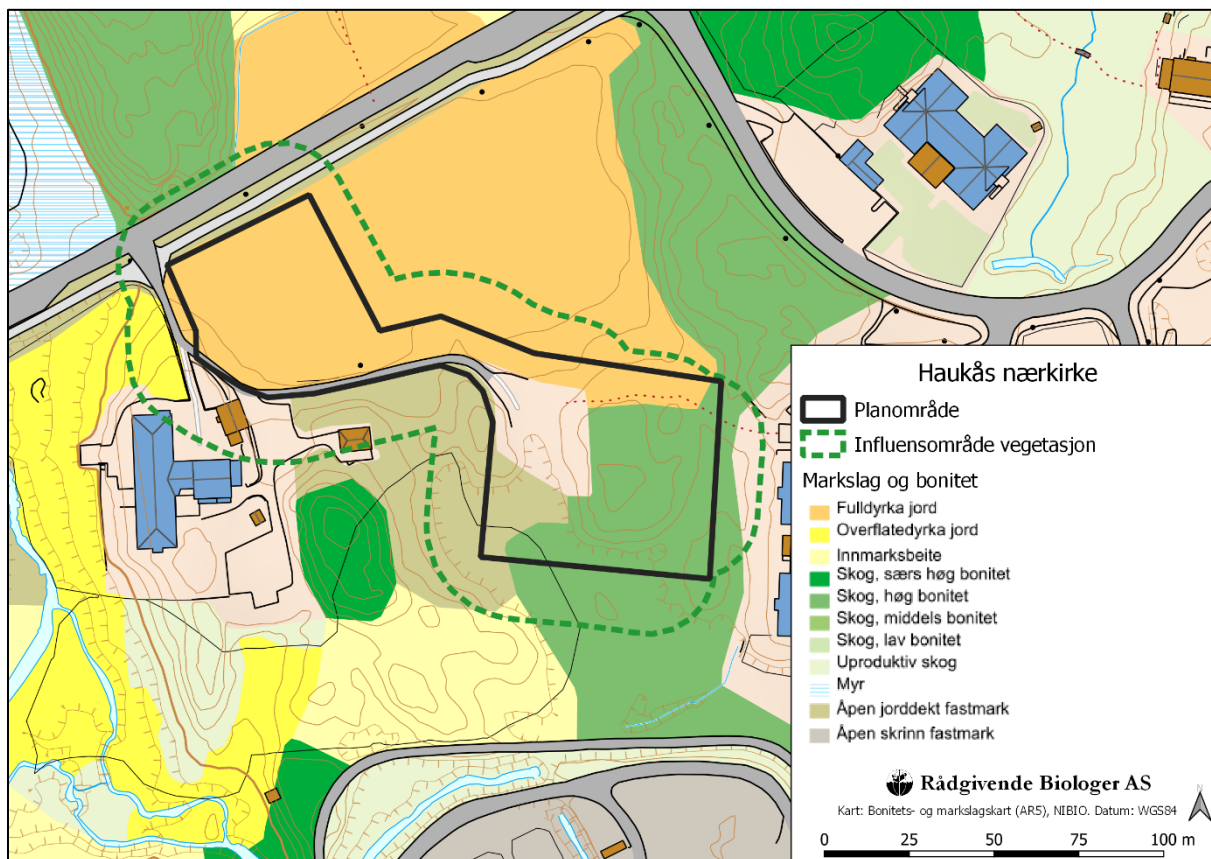 Haukås nærkirke
Planområde
Influensområde vegetasjon
Markslag og bonitet
Fulldyrka jord
Overflatedyrka jord
Innmarksbeite
Skog, særs høg bonitet
Skog, høg bonitet
Skog, middels bonitet
Skog, lav bonitet
Uproduktiv skog
Myr
Åpen jorddekt fastmark
Åpen skrinn fastmark
Rådgivende Biologer AS
Kart: Bonitets- og markslagskart (AR5), NIBIO. Datum: WGS84
N
0 25 50 75 100 m